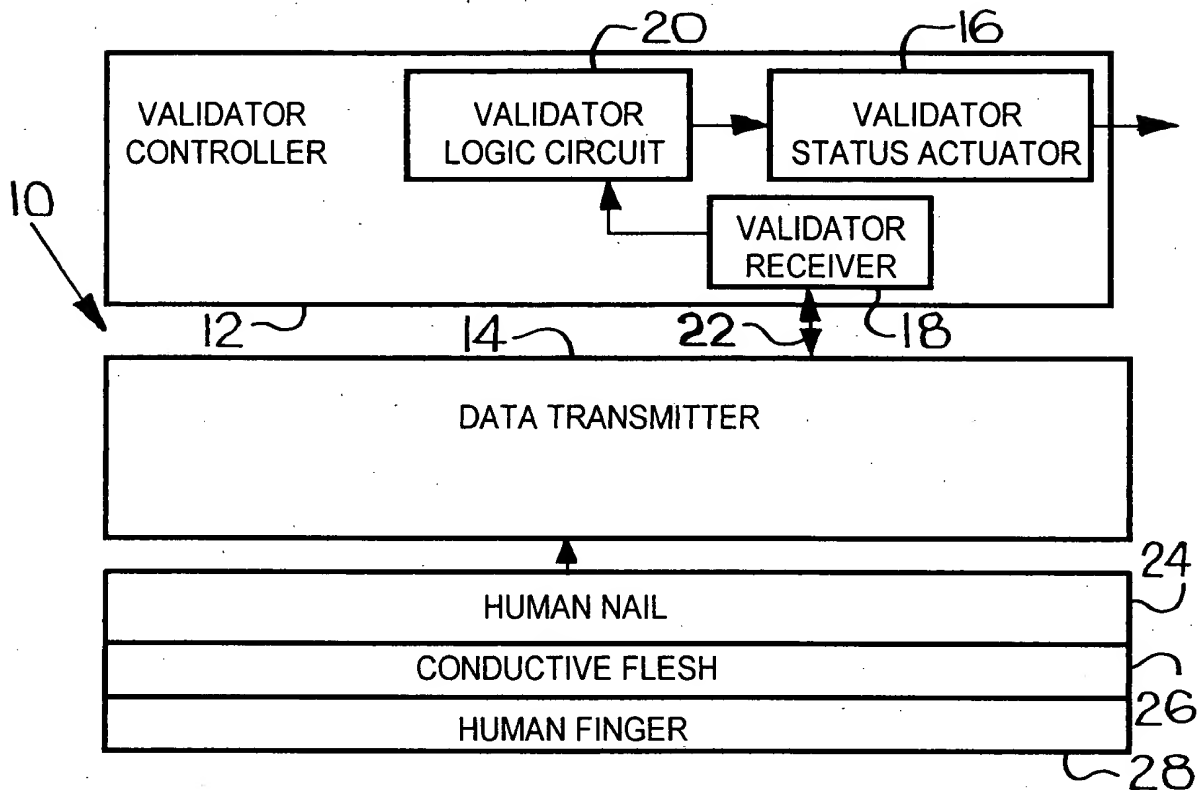 20
16
VALIDATOR
CONTROLLER
VALIDATOR
LOGIC CIRCUIT
VALIDATOR
STATUS ACTUATOR
10
VALIDATOR
RECEIVER
12
14
22
18
DATA TRANSMITTER
24
HUMAN NAIL
CONDUCTIVE FLESH
26
HUMAN FINGER
28